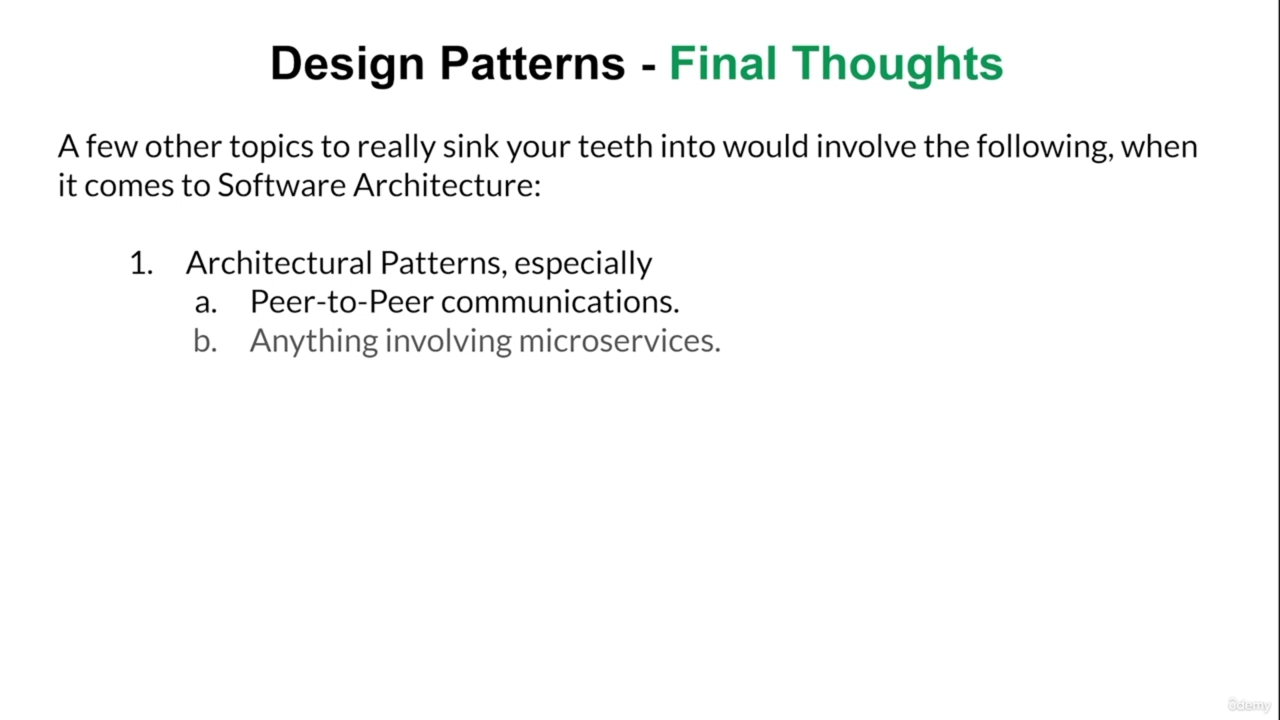 Design Patterns - Final Thoughts
A few other topics to really sink your teeth into would involve the following, when
it comes to Software Architecture:
1. Architectural Patterns, especially
a. Peer-to-Peer communications.
b. Anything involving microservices.
ûdemy